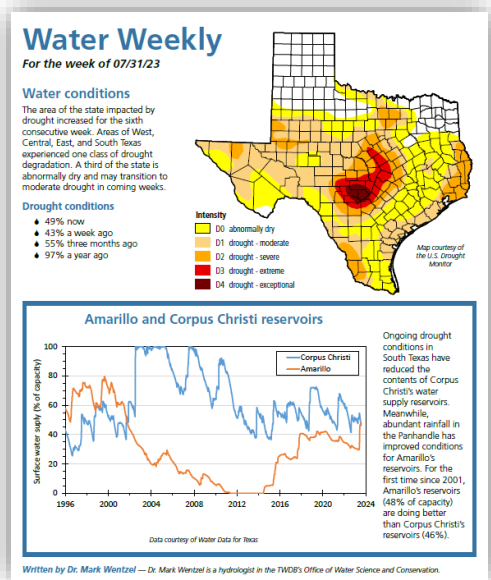 Water Weekly
For the week of 07/31/23
Water conditions
The area of the state impacted by
drought increased for the sixth
consecutive week. Areas of West,
Central, East, and South Texas
experienced one class of drought
degradation. A third of the state is
abnormally dry and may transition to
moderate drought in coming weeks.
Drought conditions
49% now
43% a week ago
55% three months ago
97% a year ago
Intensity
D0 abnormally dry
D1 drought - moderate
D2 drought - severe
D3 drought - extreme
D4 drought - exceptional
Map courtesy of
the U.S. Drought
Monitor
Amarillo and Corpus Christi reservoirs
Surface water suply (% of capacity)
100
80
60
40
20
0
1996
2000
2004
2008
2012
2016
2020
2024
Corpus Christi
Amarillo
Data courtesy of Water Data for Texas
Ongoing drought
conditions in
South Texas have
reduced the
contents of Corpus
Christi's water
supply reservoirs.
Meanwhile,
abundant rainfall in
the Panhandle has
improved conditions
for Amarillo's
reservoirs. For the
first time since 2001,
Amarillo's reservoirs
(48% of capacity)
are doing better
than Corpus Christi's
reservoirs (46%).
Written by Dr. Mark Wentzel — Dr. Mark Wentzel is a hydrologist in the TWDB's Office of Water Science and Conservation.